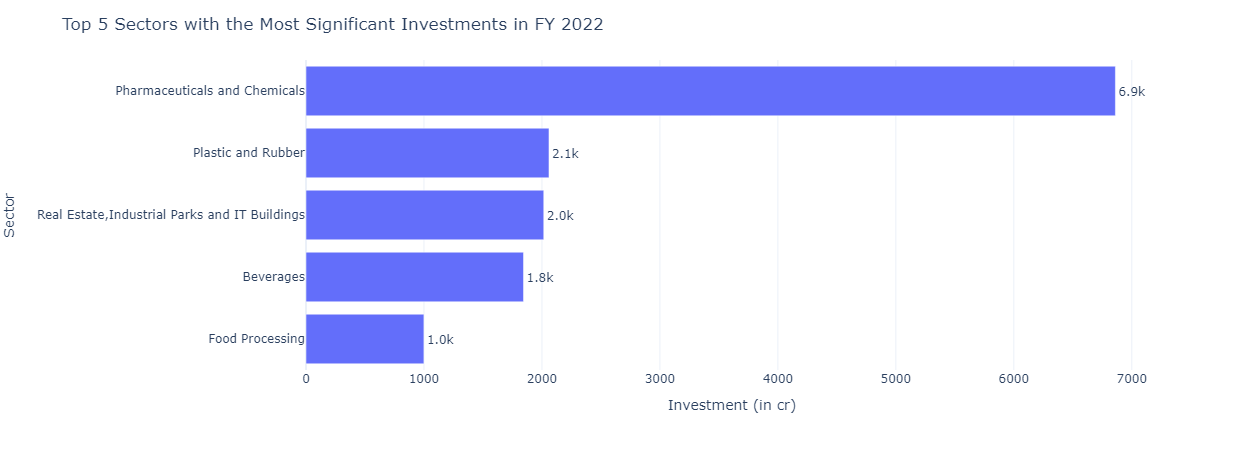 Top 5 Sectors with the Most Significant Investments in FY 2022
Sector
Pharmaceuticals and Chemicals
6.9k
Plastic and Rubber
2.1k
Real Estate,Industrial Parks and IT Buildings
2.0k
Beverages
1.8k
Food Processing
1.0k
0 1000 2000 3000 4000 5000 6000 7000
Investment (in cr)